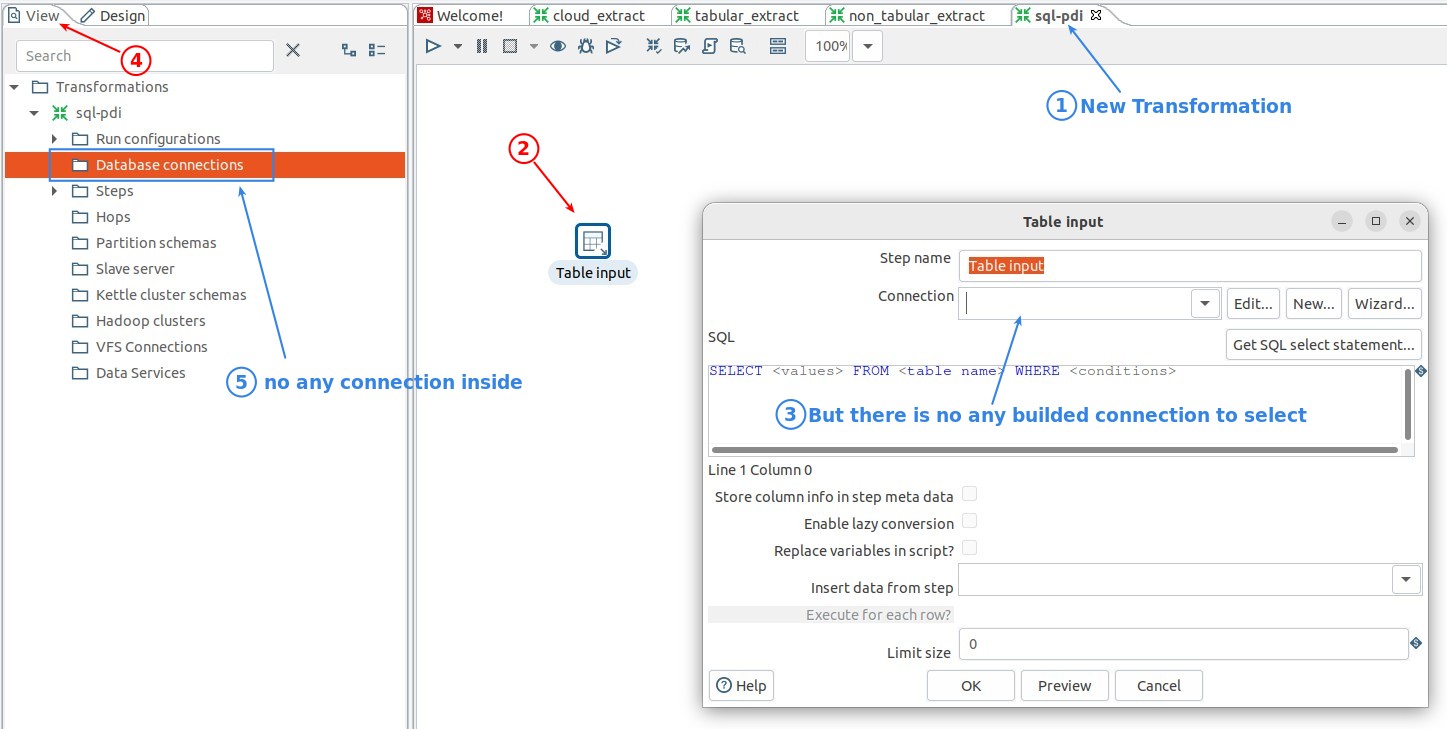 View
Design
Welcome!
cloud_extract
tabular_extract
non_tabular_extract
sql-pdi
Search
4
100%
Transformations
sql-pdi
Run configurations
Database connections
Steps
Hops
Partition schemas
Slave server
Kettle cluster schemas
Hadoop clusters
VFS Connections
Data Services
5 no any connection inside
1 New Transformation
2
Table input
Table input
Step name
Table input
Connection
Edit...
New...
Wizard...
SQL
Get SQL select statement...
SELECT <values> FROM <table name> WHERE <conditions>
3 But there is no any builded connection to select
Line 1 Column 0
Store column info in step meta data
Enable lazy conversion
Replace variables in script?
Insert data from step
Execute for each row?
Limit size
0
Help
OK
Preview
Cancel